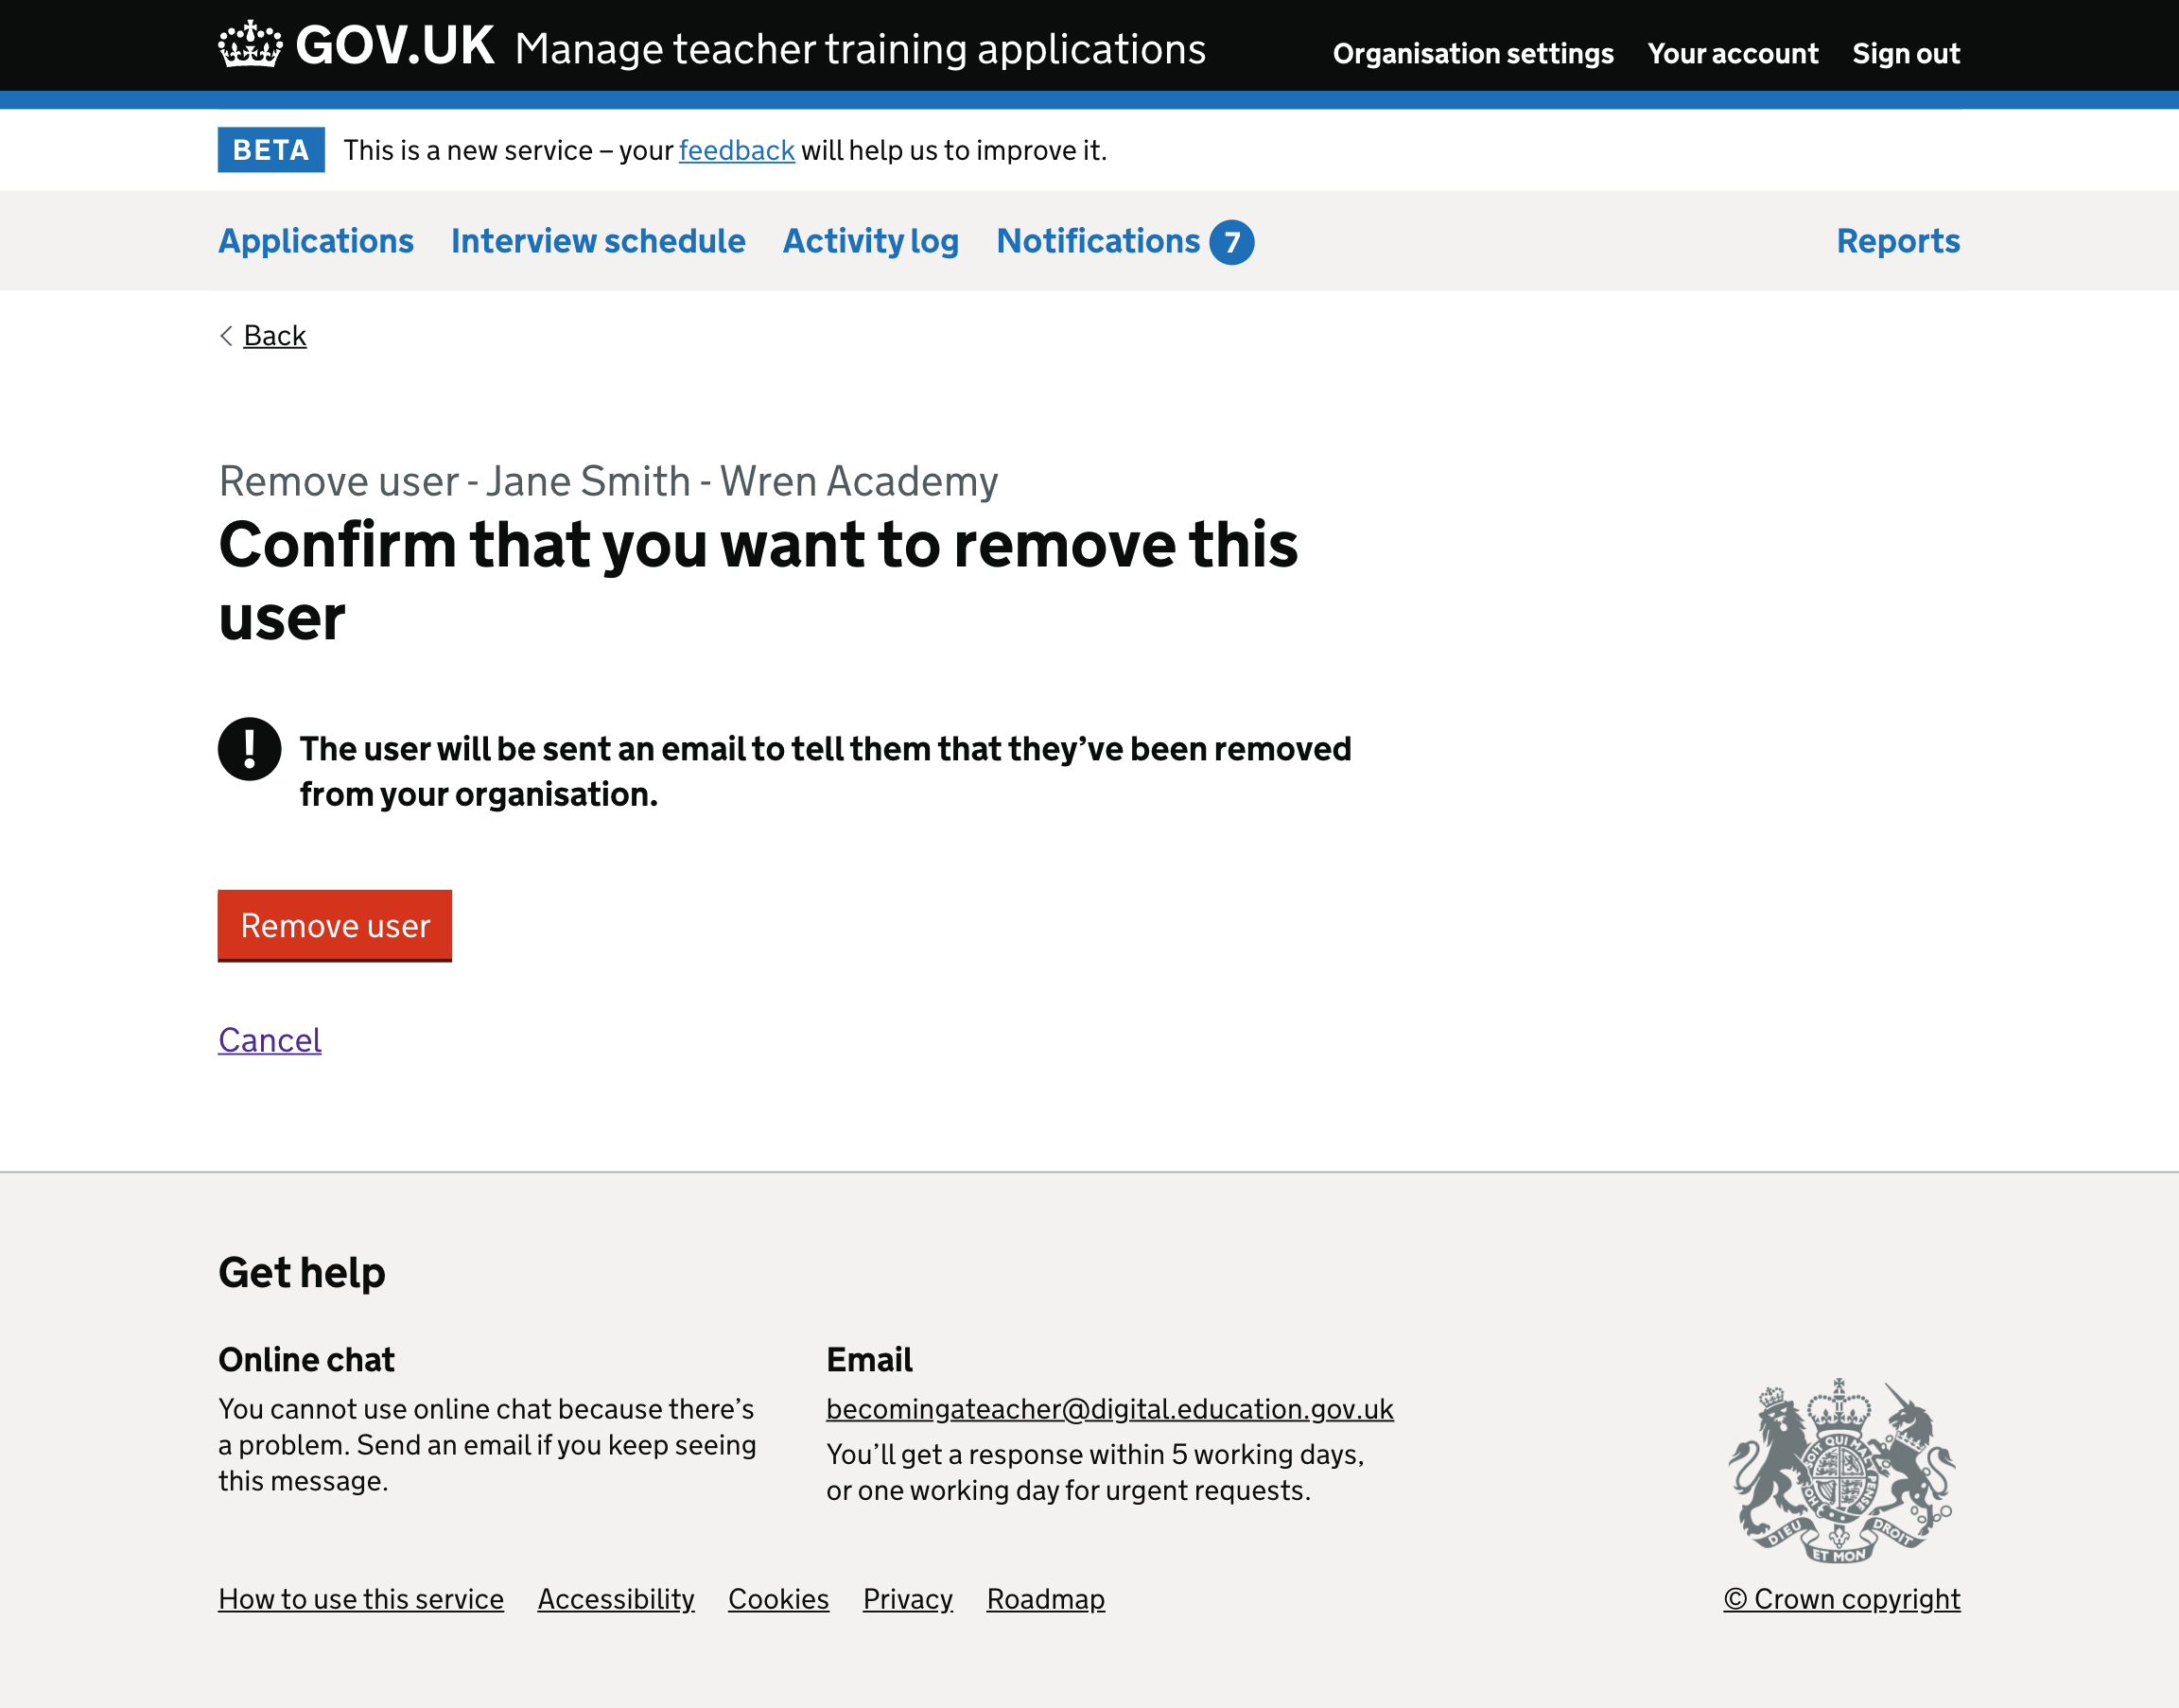 GOV.UK Manage teacher training applications
Organisation settings Your account Sign out
BETA This is a new service – your feedback will help us to improve it.
Applications Interview schedule Activity log Notifications 7 Reports
Back
Remove user - Jane Smith - Wren Academy
Confirm that you want to remove this
user
! The user will be sent an email to tell them that they’ve been removed
from your organisation.
Remove user
Cancel
Get help
Online chat
You cannot use online chat because there’s
a problem. Send an email if you keep seeing
this message.
Email
becomingateacher@digital.education.gov.uk
You’ll get a response within 5 working days,
or one working day for urgent requests.
DIEU ET MON DROIT
How to use this service Accessibility Cookies Privacy Roadmap
© Crown copyright